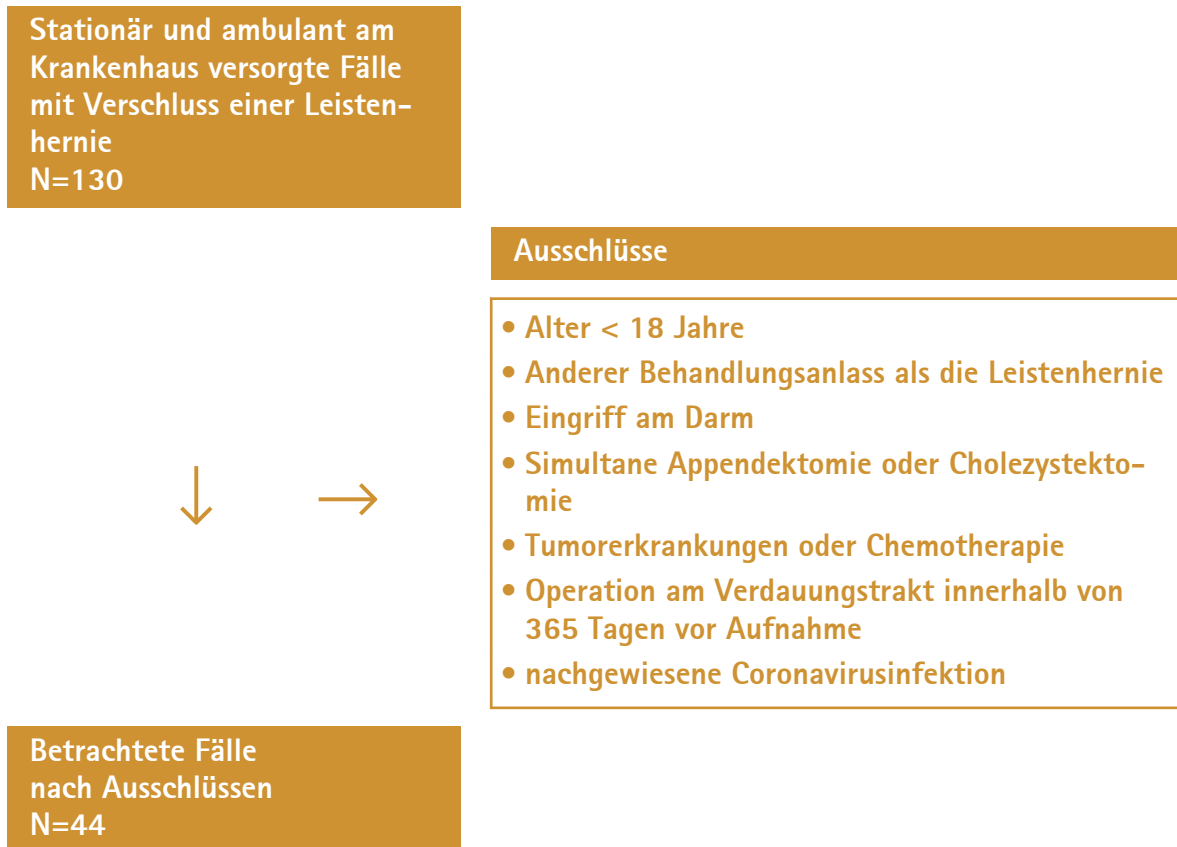 Stationär und ambulant am
Krankenhaus versorgte Fälle
mit Verschluss einer Leisten-
hernie
N=130
Ausschlüsse
• Alter < 18 Jahre
• Anderer Behandlungsanlass als die Leistenhernie
• Eingriff am Darm
• Simultane Appendektomie oder Cholezystekto-
mie
• Tumorerkrankungen oder Chemotherapie
• Operation am Verdauungstrakt innerhalb von
365 Tagen vor Aufnahme
• nachgewiesene Coronavirusinfektion
Betrachtete Fälle
nach Ausschlüssen
N=44